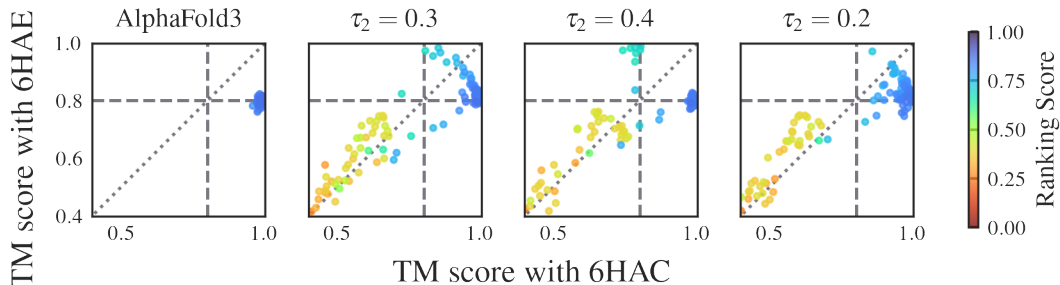 AlphaFold3
τ₂ = 0.3
τ₂ = 0.4
τ₂ = 0.2
TM score with 6HAE
1.0
0.8
0.6
0.4
0.5
1.0
0.5
1.0
0.5
1.0
0.5
1.0
TM score with 6HAC
1.00
0.75
0.50
0.25
0.00
Ranking Score